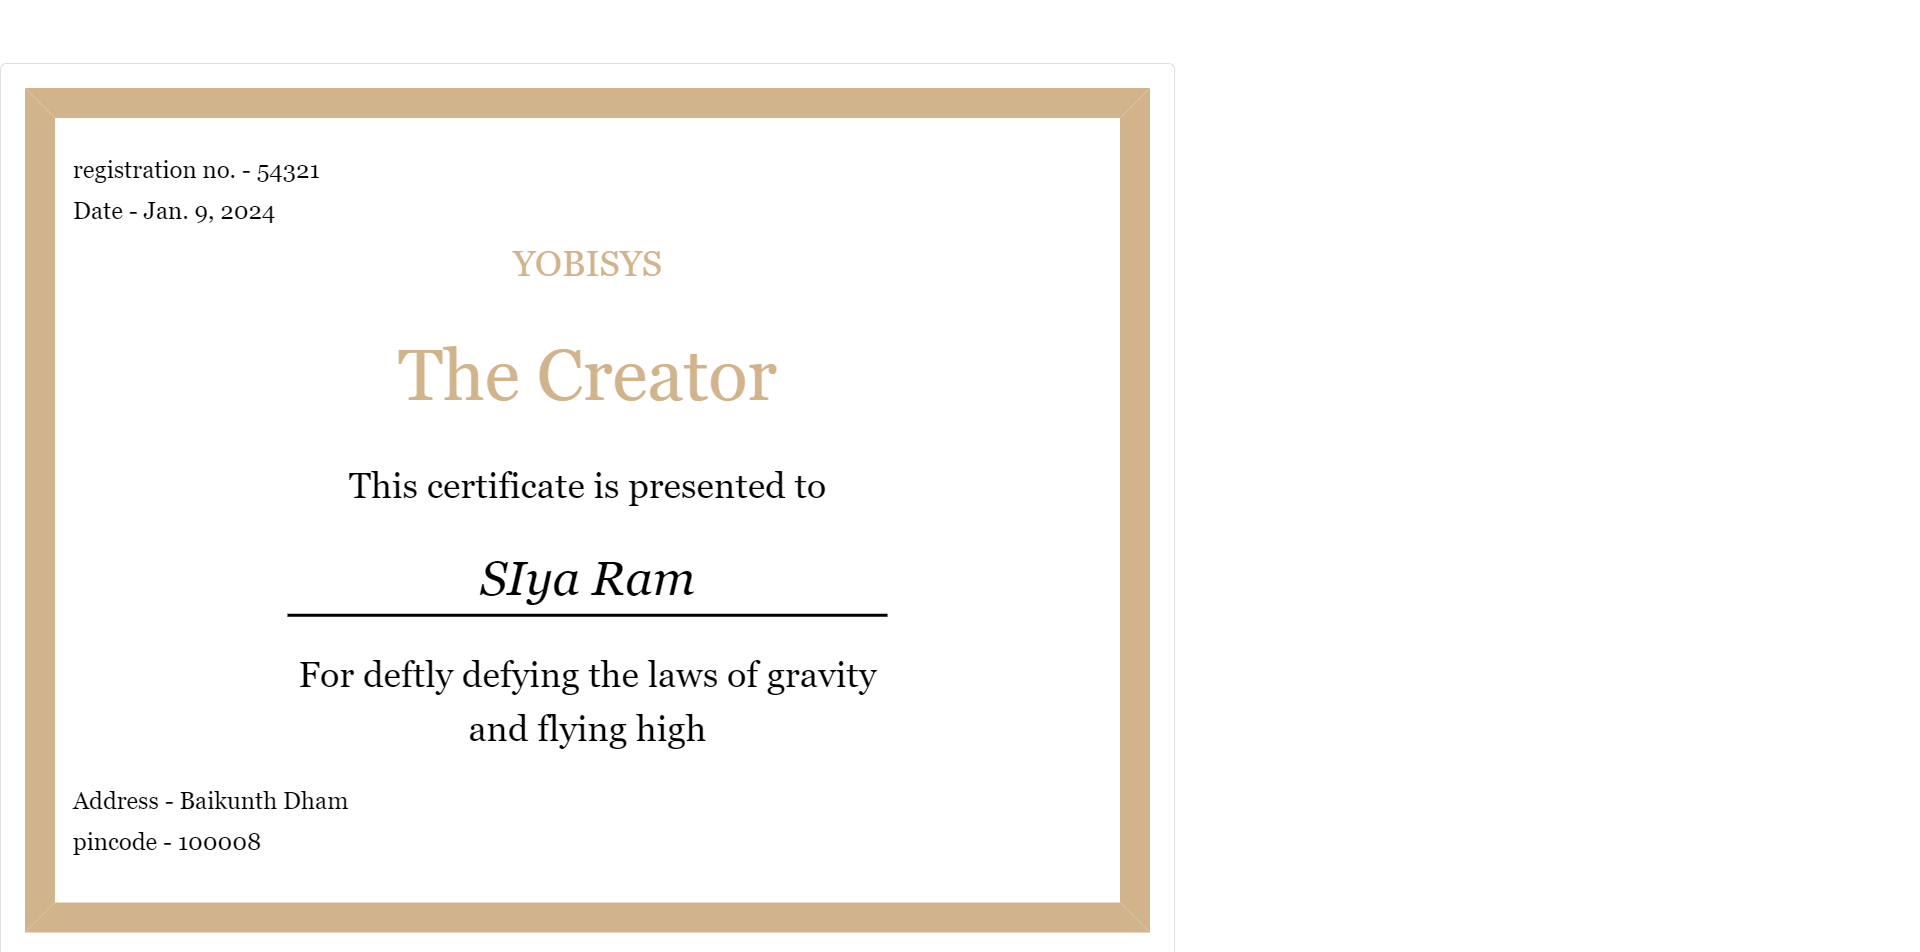 registration no. - 54321
Date - Jan. 9, 2024
YOBISYS
The Creator
This certificate is presented to
SIya Ram
For deftly defying the laws of gravity
and flying high
Address - Baikunth Dham
pincode - 100008